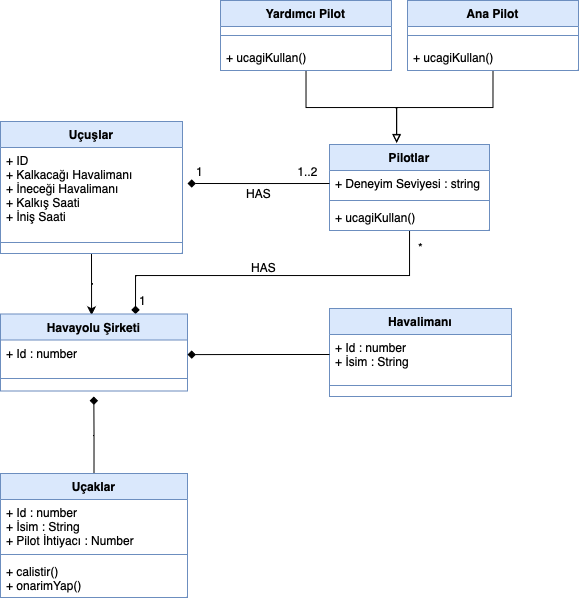 Yardımcı Pilot
+ ucagiKullan()
Ana Pilot
+ ucagiKullan()
Uçuşlar
+ ID
+ Kalkacağı Havalimanı
+ İneceği Havalimanı
+ Kalkış Saati
+ İniş Saati
1
1..2
HAS
Pilotlar
+ Deneyim Seviyesi : string
+ ucagiKullan()
*
HAS
1
Havayolu Şirketi
+ Id : number
Havalimanı
+ Id : number
+ İsim : String
Uçaklar
+ Id : number
+ İsim : String
+ Pilot İhtiyacı : Number
+ calistir()
+ onarimYap()